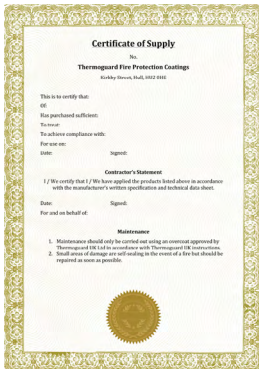 Certificate of Supply
No.
Thermoguard Fire Protection Coatings
Kirkby Street, Hull, HU2
This is to certify that:
Of:
Has purchased sufficient:
To treat:
To achieve compliance with:
For use on:
Date: Signed:
Contractor's Statement
I / We certify that I / We have applied the products listed above in accordance
with the manufacturer's written specification and technical data sheet.
Date: Signed:
For and on behalf of:
Maintenance
1. Maintenance should only be carried out using an overcoat approved by
Thermoguard UK Ltd in accordance with Thermoguard UK instructions.
2. Small areas of damage are self-sealing in the event of a fire but should be
repaired as soon as possible.